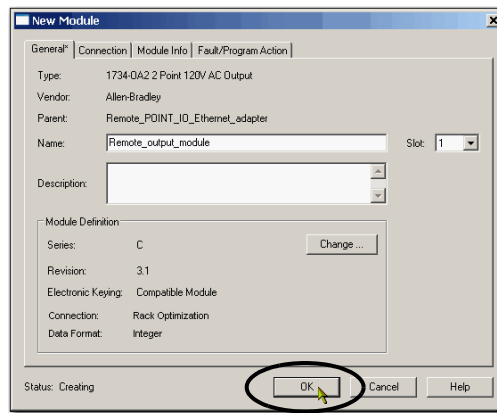 New Module
General* Connection Module Info Fault/Program Action
Type: 1734-OA2 2 Point 120V AC Output
Vendor: Allen-Bradley
Parent: Remote_POINT_IO_Ethernet_adapter
Name: Remote_output_module Slot: 1
Description:
Module Definition
Series: C Change ...
Revision: 3.1
Electronic Keying: Compatible Module
Connection: Rack Optimization
Data Format: Integer
Status: Creating OK Cancel Help